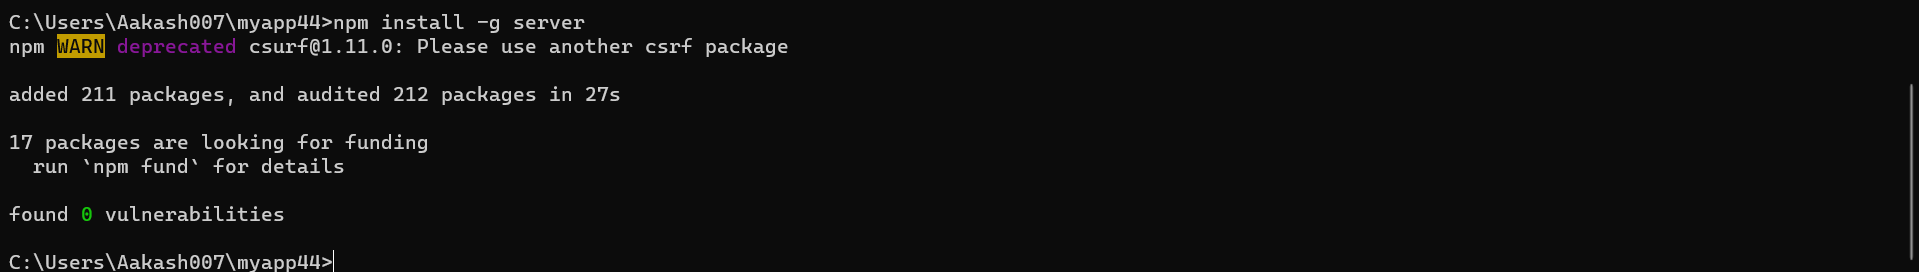 C:\Users\Aakash007\myapp44>npm install -g server
npm WARN deprecated csurf@1.11.0: Please use another csrf package
added 211 packages, and audited 212 packages in 27s
17 packages are looking for funding
  run `npm fund` for details
found 0 vulnerabilities
C:\Users\Aakash007\myapp44>